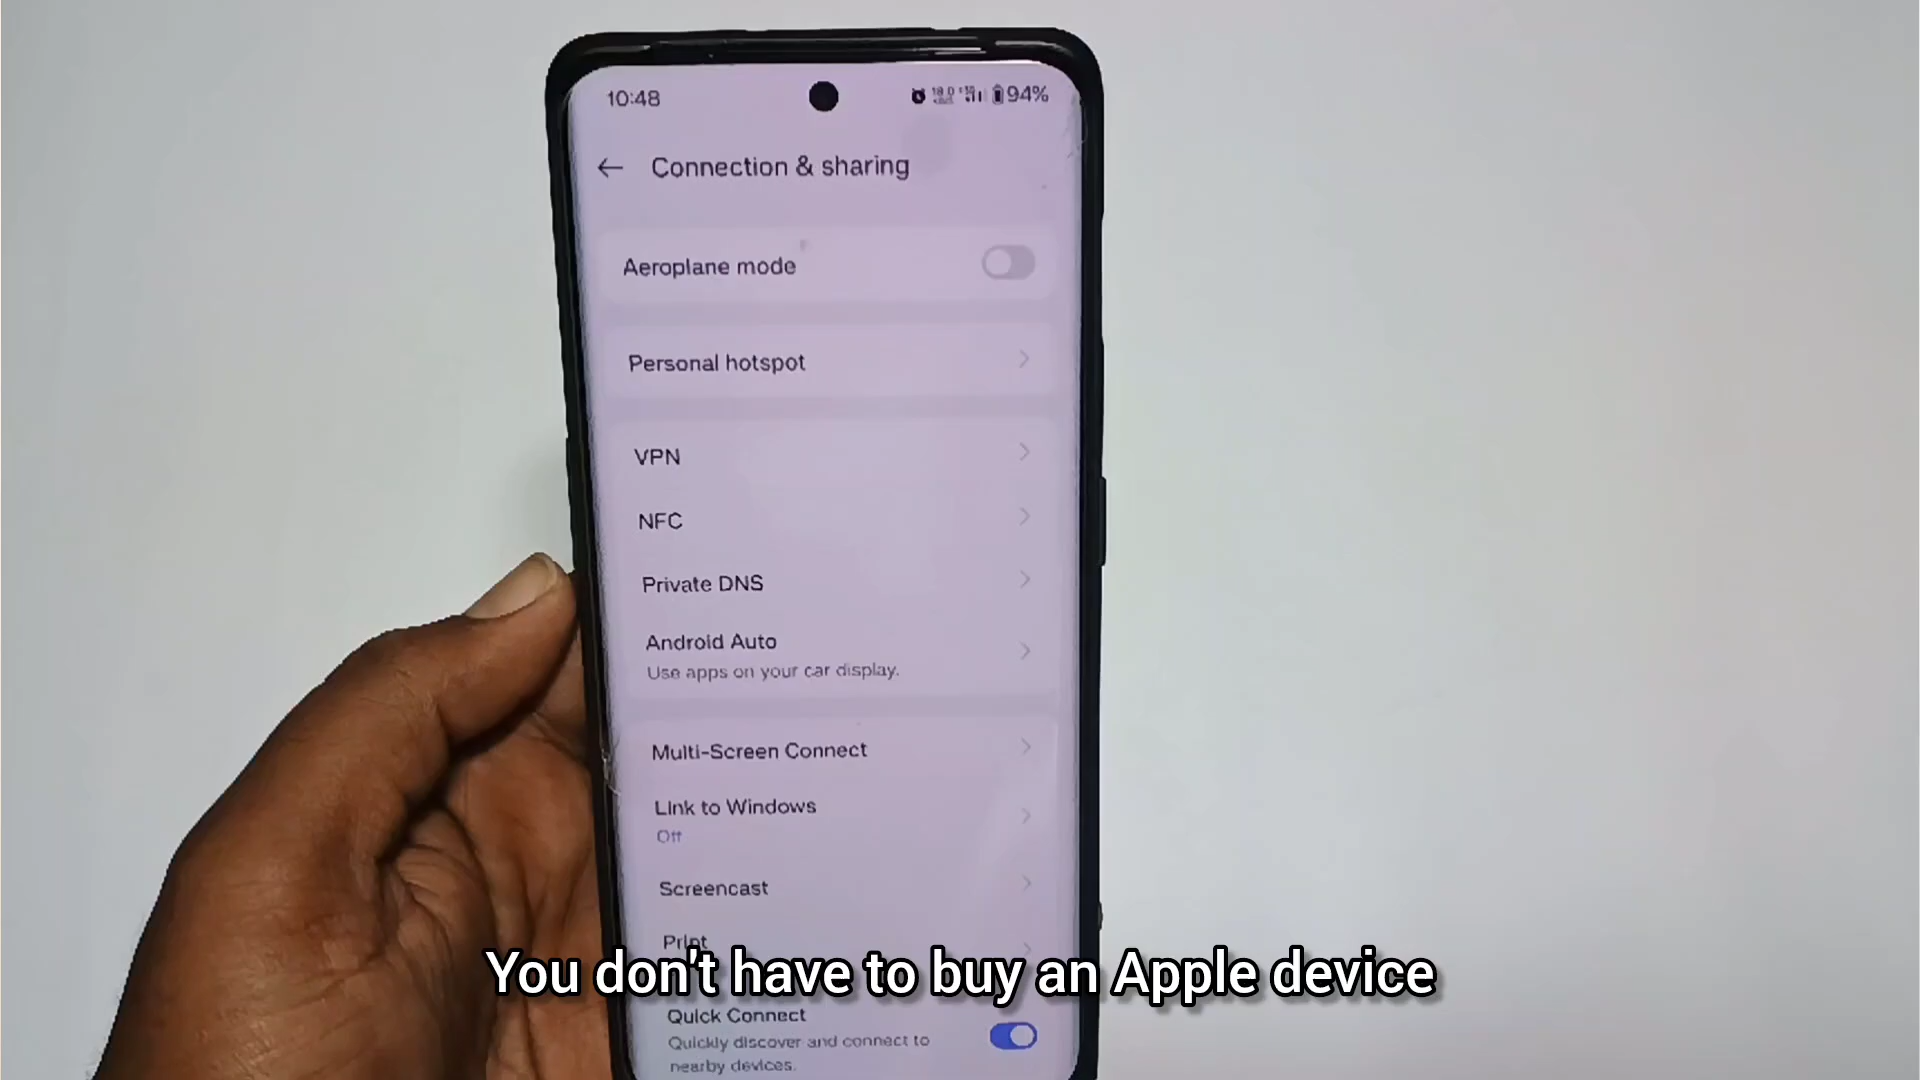 10:48
94%
Connection & sharing
Aeroplane mode
Personal hotspot
VPN
NFC
Private DNS
Android Auto
Use apps on your car display.
Multi-Screen Connect
Link to Windows
Off
Screencast
Print
You don't have to buy an Apple device
Quick Connect
Quickly discover and connect to
nearby devices.